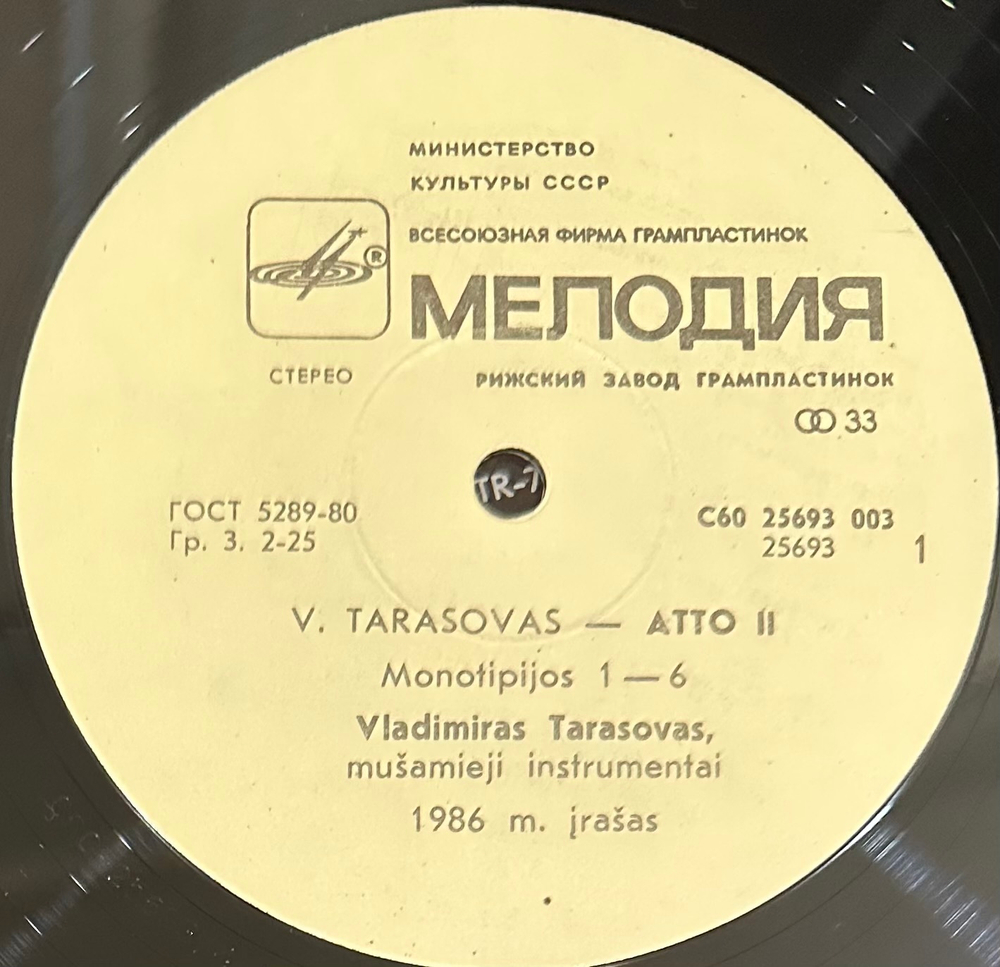 МИНИСТЕРСТВО
КУЛЬТУРЫ СССР
ВСЕСОЮЗНАЯ ФИРМА ГРАМПЛАСТИНОК
®
МЕЛОДИЯ
СТЕРЕО
РИЖСКИЙ ЗАВОД ГРАМПЛАСТИНОК
33
TR-7
ГОСТ 5289-80
Гр. 3. 2-25
С60 25693 003
25693
1
V. TARASOVAS — ATTO II
Monotipijos 1 — 6
Vladimiras Tarasovas,
mušamieji instrumentai
1986 m. įrašas